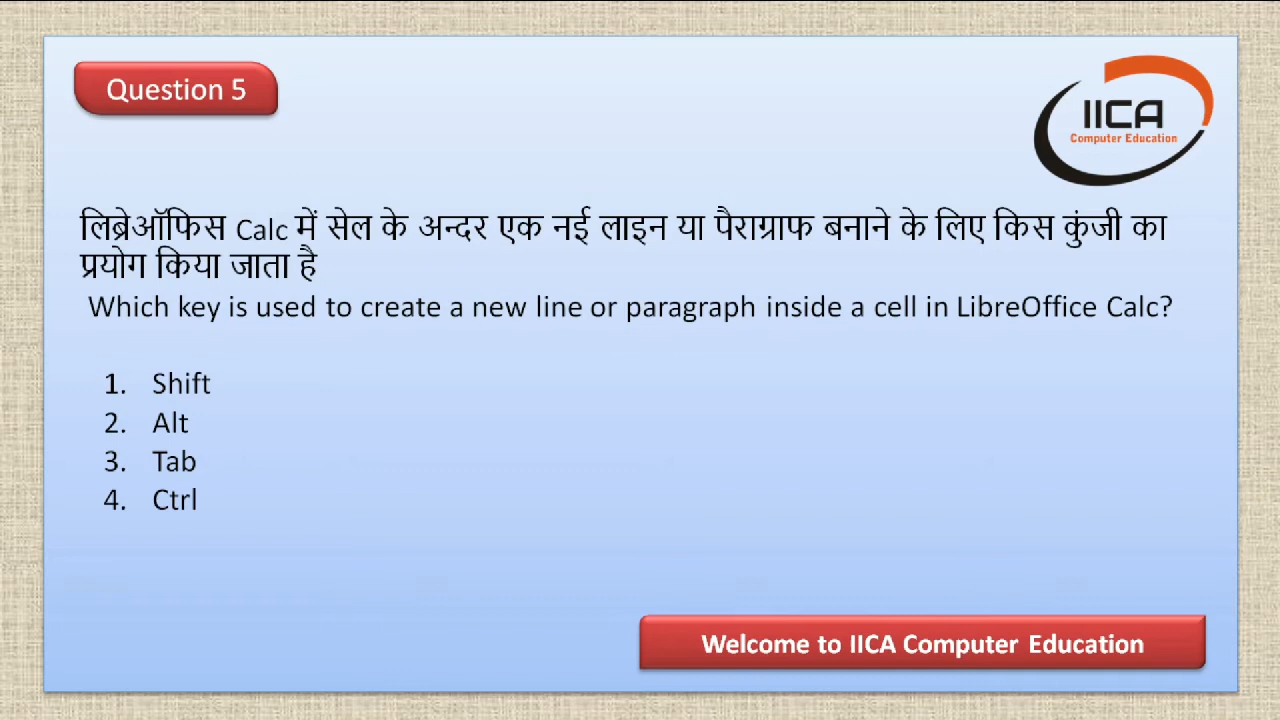 Question 5
IICA
Computer Education
लिब्रेऑफिस Calc में सेल के अन्दर एक नई लाइन या पैराग्राफ बनाने के लिए किस कुंजी का
प्रयोग किया जाता है
Which key is used to create a new line or paragraph inside a cell in LibreOffice Calc?
1. Shift
2. Alt
3. Tab
4. Ctrl
Welcome to IICA Computer Education